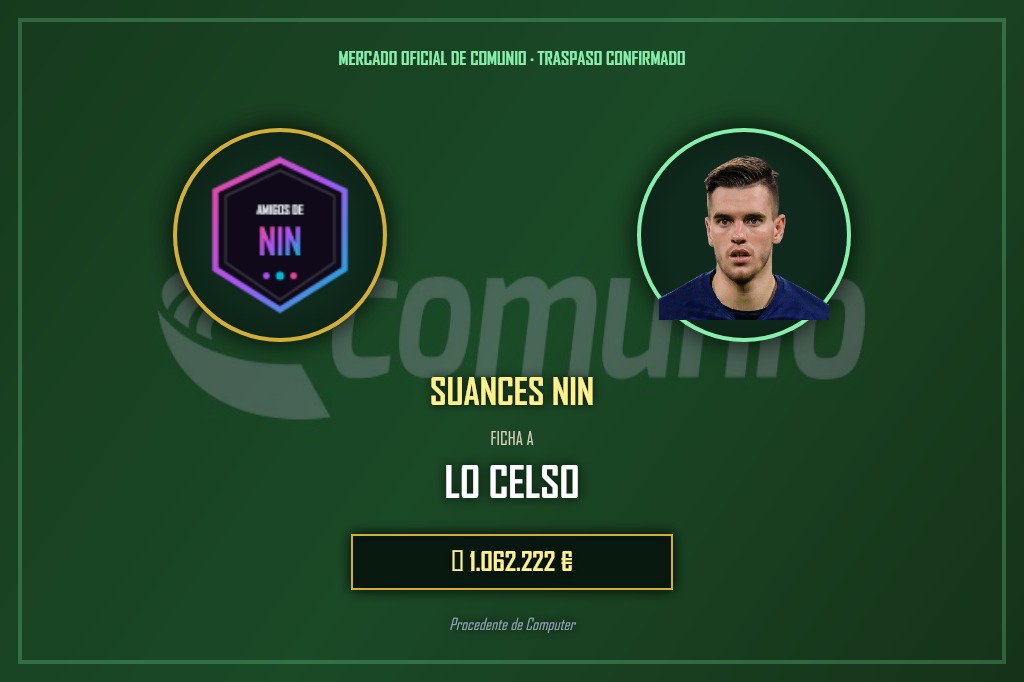 MERCADO OFICIAL DE COMUNIO · TRASPASO CONFIRMADO
AMIGOS DE
NIN
comunio
SUANCES NIN
FICHA A
LO CELSO
1.062.222 €
Procedente de Computer